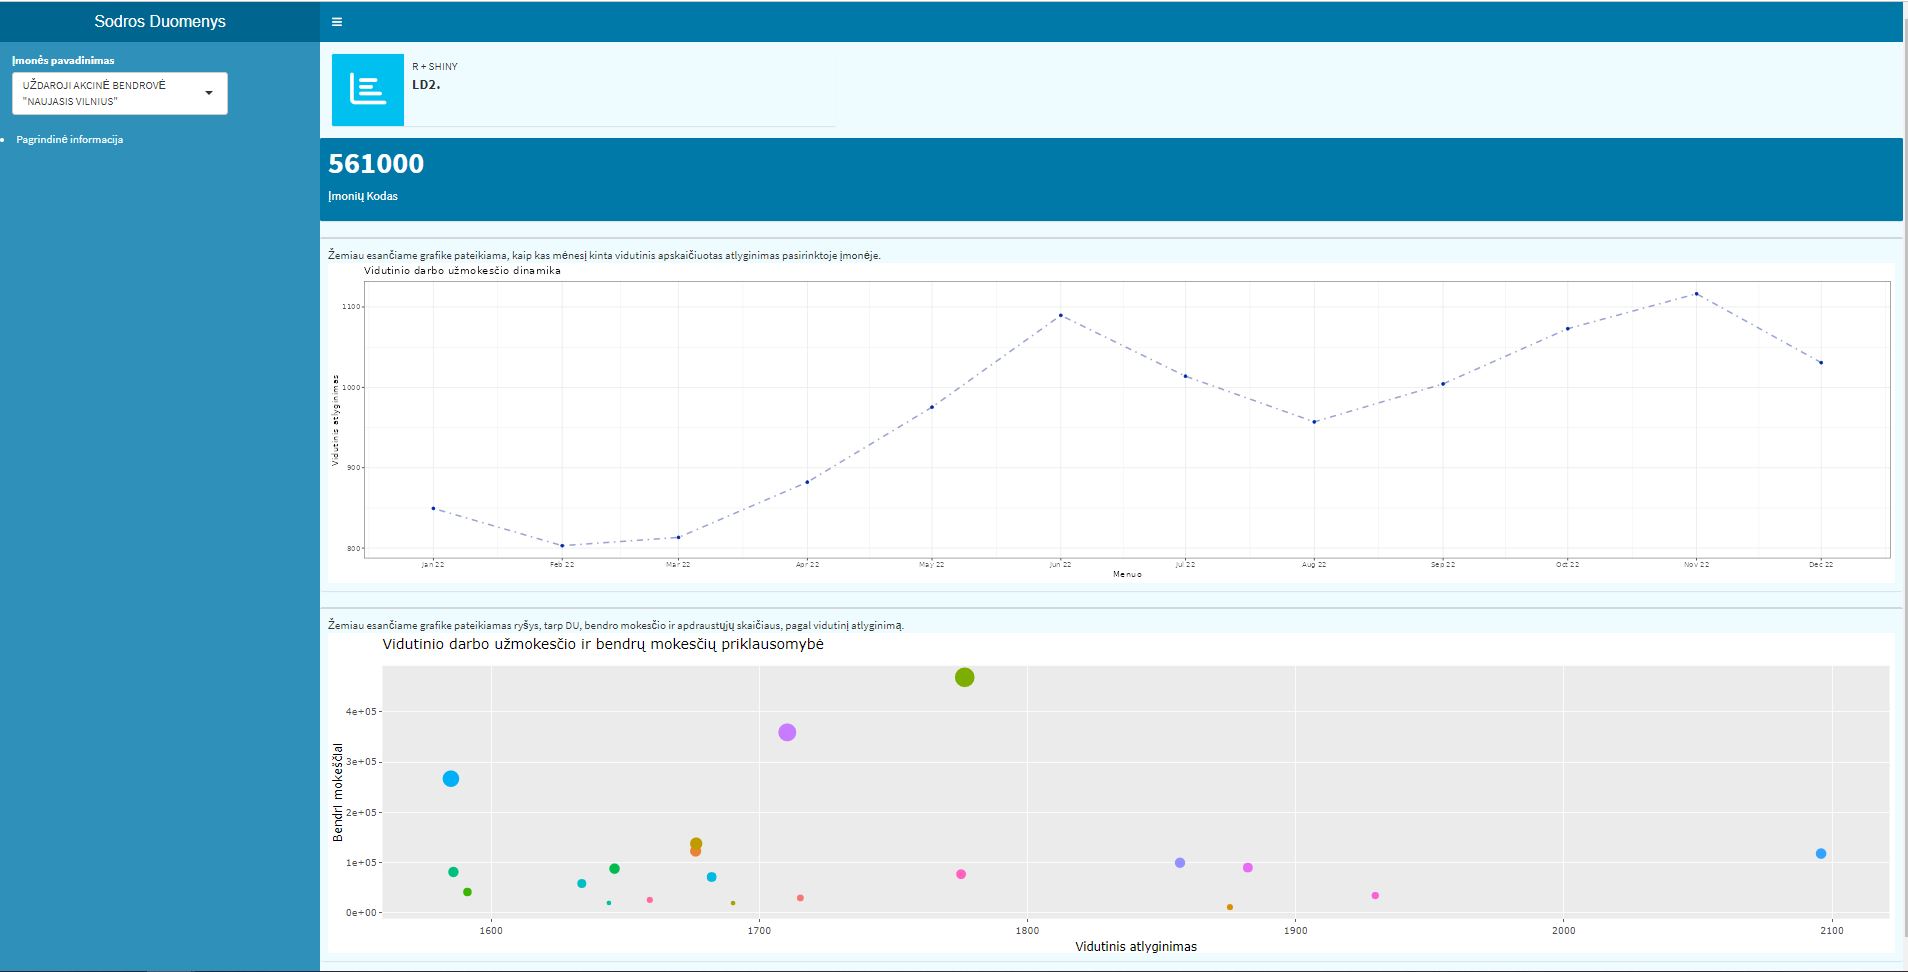 Sodros Duomenys
Įmonės pavadinimas
UŽDAROJI AKCINĖ BENDROVĖ
"NAUJASIS VILNIUS"
Pagrindinė informacija
R + SHINY
LD2.
561000
Įmonių Kodas
Žemiau esančiame grafike pateikiama, kaip kas mėnesį kinta vidutinis apskaičiuotas atlyginimas pasirinktoje įmonėje.
Vidutinio darbo užmokesčio dinamika
Vidutinis atlyginimas
1100
1000
900
800
Jan 22 Feb 22 Mar 22 Apr 22 May 22 Jun 22 Jul 22 Aug 22 Sep 22 Oct 22 Nov 22 Dec 22
Menuo
Žemiau esančiame grafike pateikiamas ryšys, tarp DU, bendro mokesčio ir apdraustųjų skaičiaus, pagal vidutinį atlyginimą.
Vidutinio darbo užmokesčio ir bendrų mokesčių priklausomybė
Bendri mokeščiai
4e+05
3e+05
2e+05
1e+05
0e+00
1600 1700 1800 1900 2000 2100
Vidutinis atlyginimas